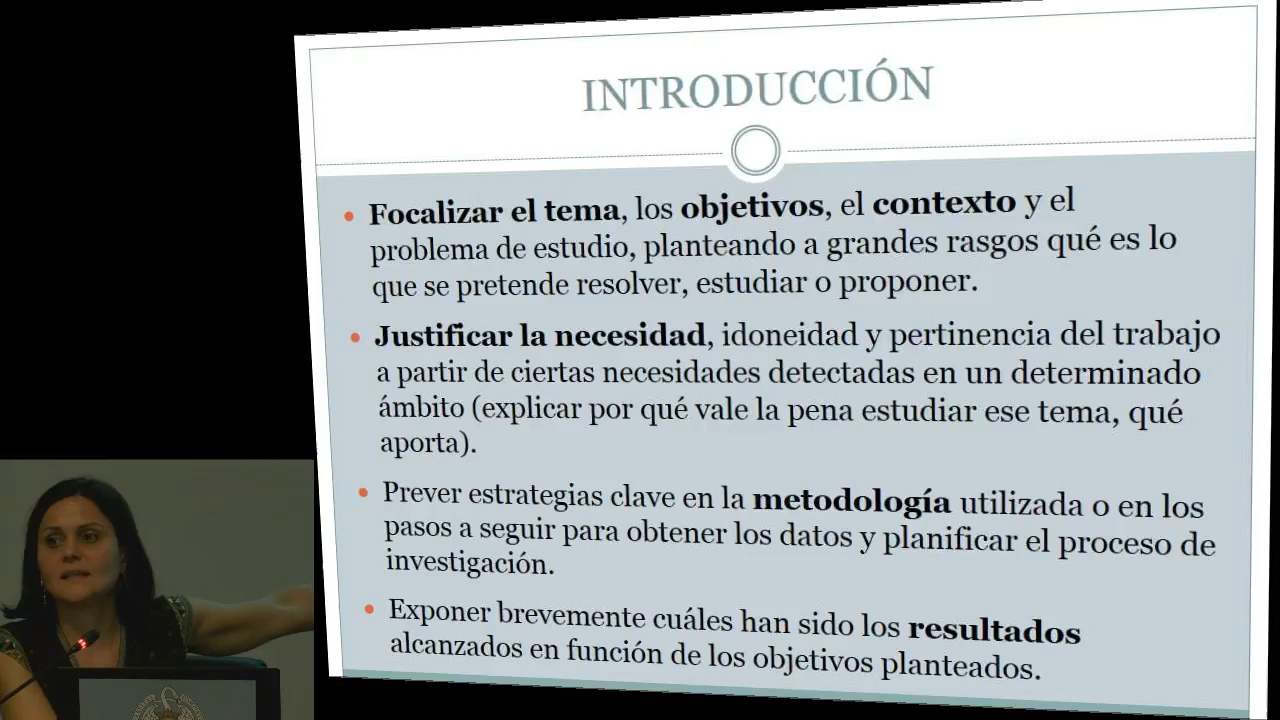 INTRODUCCIÓN
Focalizar el tema, los objetivos, el contexto y el
problema de estudio, planteando a grandes rasgos qué es lo
que se pretende resolver, estudiar o proponer.
Justificar la necesidad, idoneidad y pertinencia del trabajo
a partir de ciertas necesidades detectadas en un determinado
ámbito (explicar por qué vale la pena estudiar ese tema, qué
aporta).
Prever estrategias clave en la metodología utilizada o en los
pasos a seguir para obtener los datos y planificar el proceso de
investigación.
Exponer brevemente cuáles han sido los resultados
alcanzados en función de los objetivos planteados.